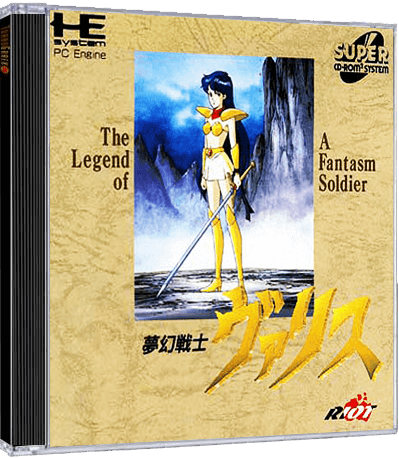 HE
System
PC Engine
SUPER
CD-ROM² SYSTEM
The
Legend
of
A
Fantasm
Soldier
夢幻戦士
ヴァリス
RIOT